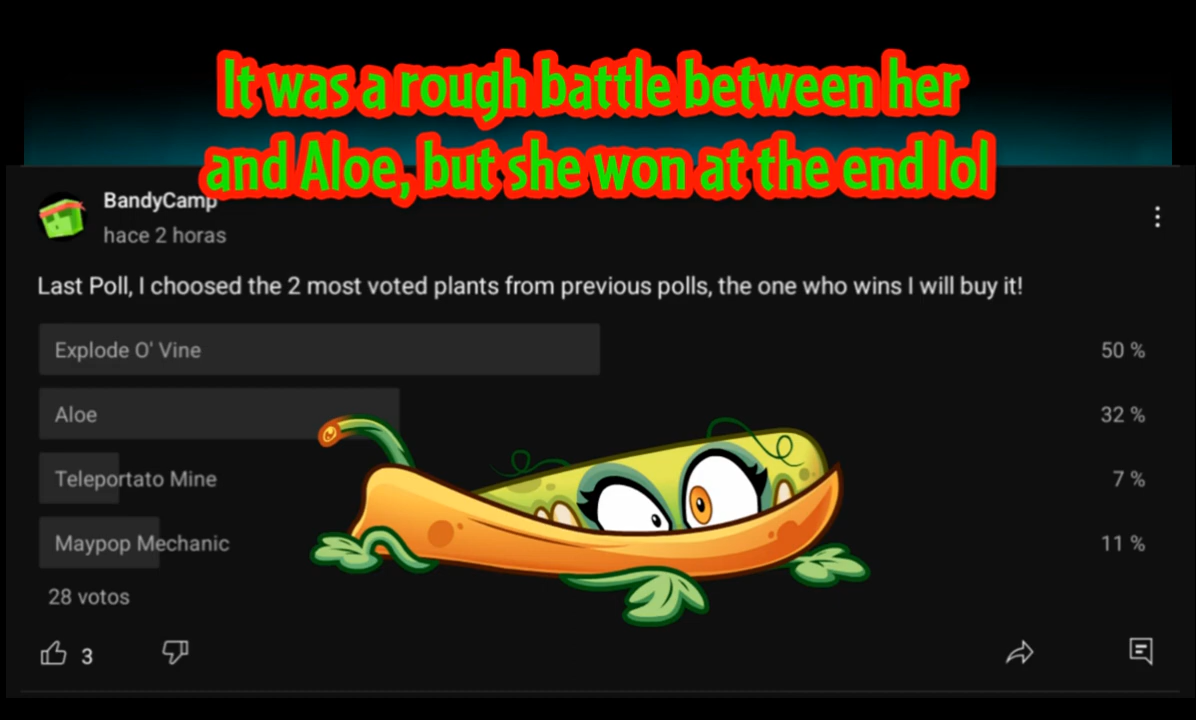 It was a rough battle between her
and Aloe, but she won at the end lol
BandyCamp
hace 2 horas
Last Poll, I choosed the 2 most voted plants from previous polls, the one who wins I will buy it!
Explode O' Vine 50 %
Aloe 32 %
Teleportato Mine 7 %
Maypop Mechanic 11 %
28 votos
3